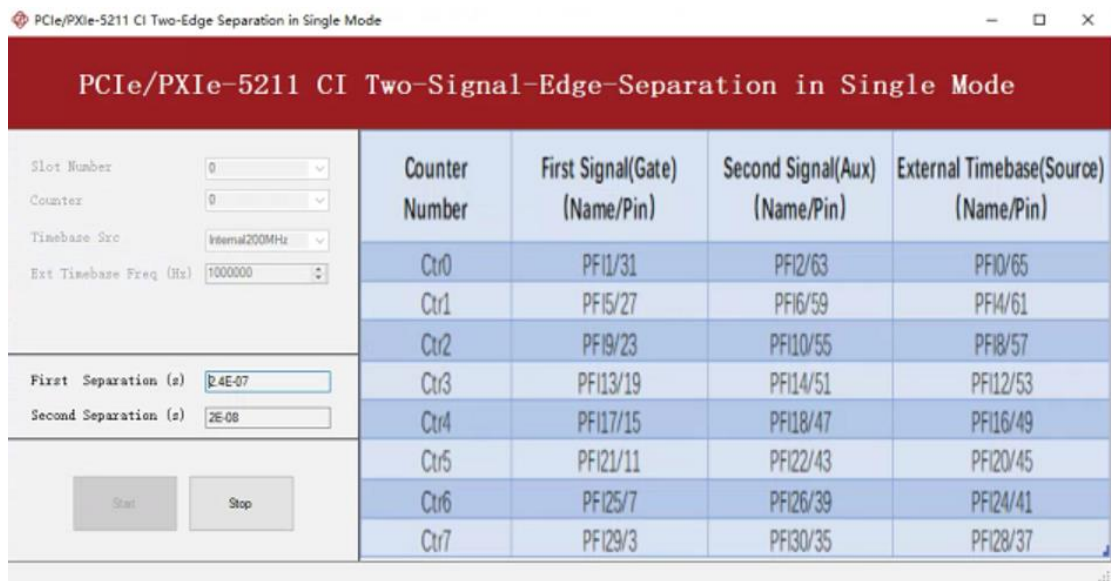 PCIe/PXIe-5211 CI Two-Edge Separation in Single Mode
PCIe/PXIe-5211 CI Two-Signal-Edge-Separation in Single Mode
Slot Number 0
Counter 0
Timebase Src Internal200MHz
Ext Timebase Freq (Hz) 1000000
First Separation (s) 2.4E-07
Second Separation (s) 2E-08
Start Stop
Counter Number First Signal(Gate) (Name/Pin) Second Signal(Aux) (Name/Pin) External Timebase(Source) (Name/Pin)
Ctr0 PFI1/31 PFI2/63 PFI0/65
Ctr1 PFI5/27 PFI6/59 PFI4/61
Ctr2 PFI9/23 PFI10/55 PFI8/57
Ctr3 PFI13/19 PFI14/51 PFI12/53
Ctr4 PFI17/15 PFI18/47 PFI16/49
Ctr5 PFI21/11 PFI22/43 PFI20/45
Ctr6 PFI25/7 PFI26/39 PFI24/41
Ctr7 PFI29/3 PFI30/35 PFI28/37